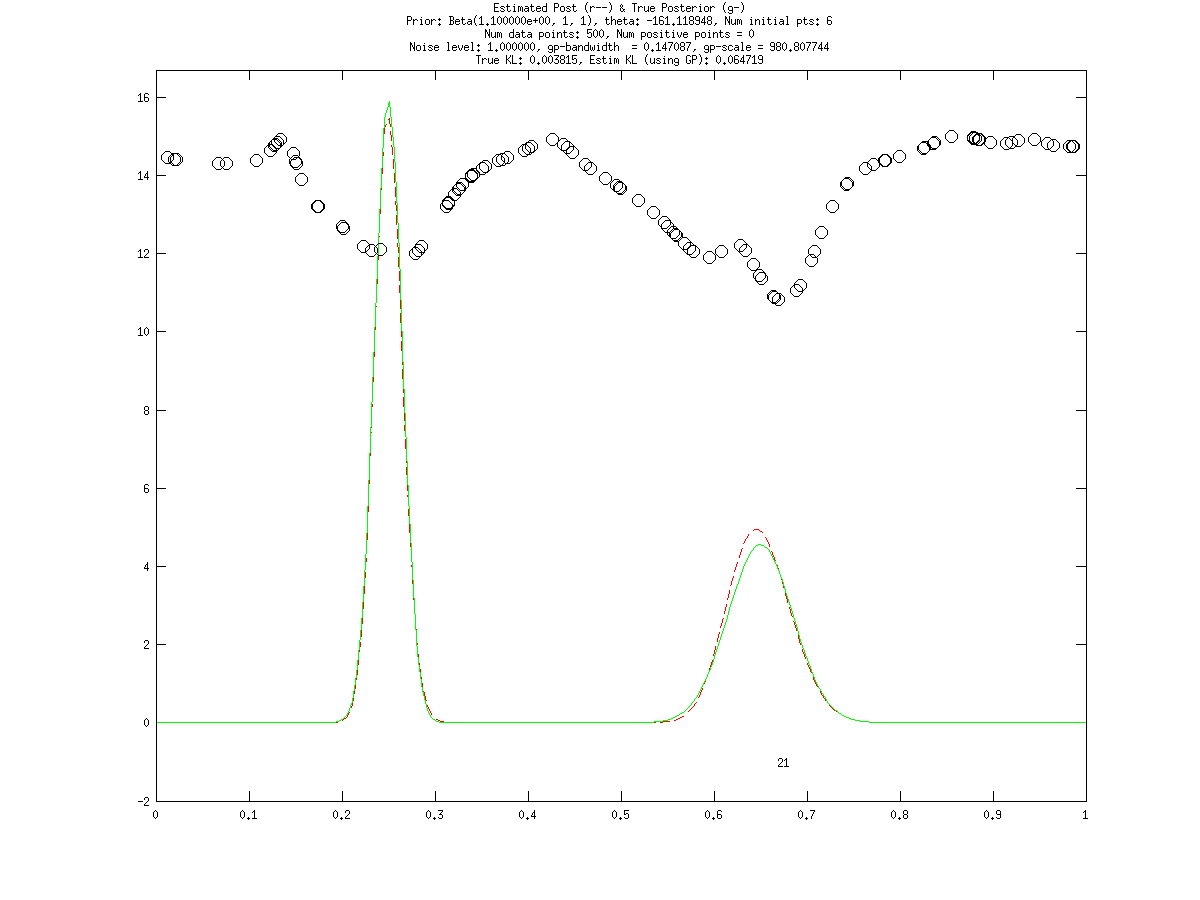 Estimated Post (r--) & True Posterior (g-)
Prior: Beta(1.100000e+00, 1, 1), theta: -161.118948, Num initial pts: 6
Num data points: 500, Num positive points = 0
Noise level: 1.000000, gp-bandwidth  = 0.147087, gp-scale = 980.807744
True KL: 0.003815, Estim KL (using GP): 0.064719
16
14
12
10
8
6
4
2
0
21
-2
0 0.1 0.2 0.3 0.4 0.5 0.6 0.7 0.8 0.9 1